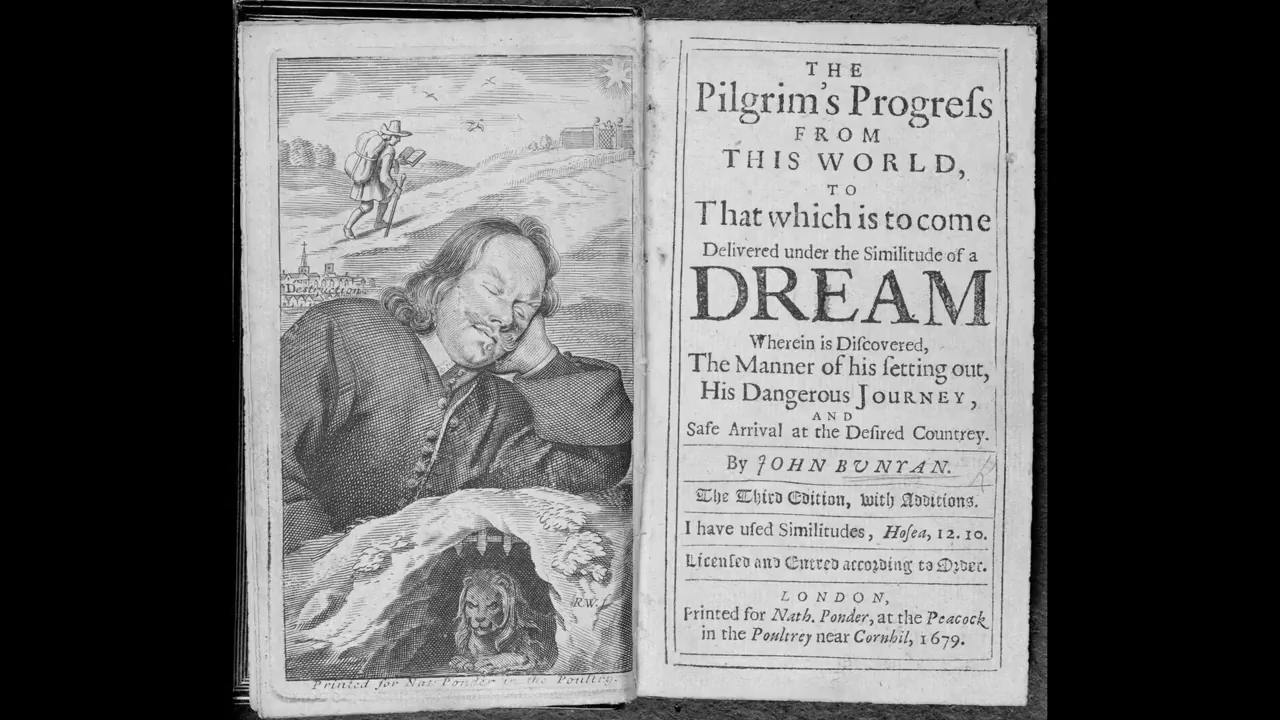 Destruction.
R.W. f
Printed for Nat: Ponder in the Poultry.
THE
Pilgrim's Progreſs
FROM
THIS WORLD,
TO
That which is to come
Delivered under the Similitude of a
DREAM
Wherein is Diſcovered,
The Manner of his ſetting out,
His Dangerous JOURNEY,
AND
Safe Arrival at the Deſired Countrey.
By JOHN BUNYAN.
The Third Edition, with Additions.
I have uſed Similitudes, Hoſea, 12. 10.
Licenſed and Entred according to Order.
LONDON,
Printed for Nath. Ponder, at the Peacock
in the Poultrey near Cornhil, 1679.